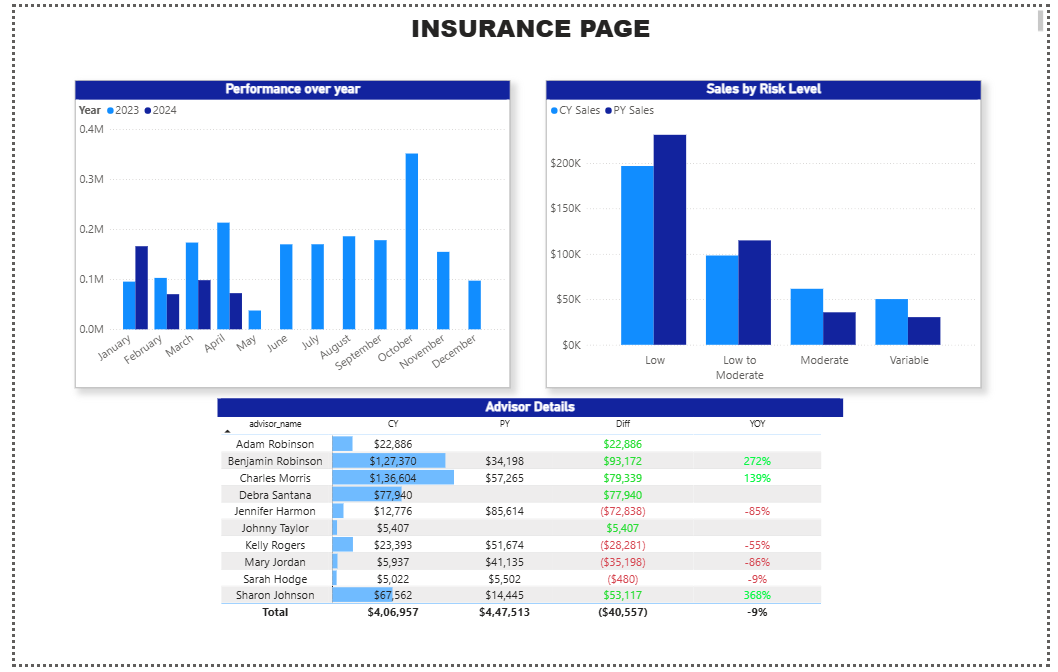 INSURANCE PAGE
Performance over year
Year 2023 2024
0.4M
0.3M
0.2M
0.1M
0.0M
January February March April May June July August September October November December
Sales by Risk Level
CY Sales PY Sales
$200K
$150K
$100K
$50K
$0K
Low Low to Moderate Moderate Variable
Advisor Details
advisor_name CY PY Diff YOY
Adam Robinson $22,886 $22,886
Benjamin Robinson $1,27,370 $34,198 $93,172 272%
Charles Morris $1,36,604 $57,265 $79,339 139%
Debra Santana $77,940 $77,940
Jennifer Harmon $12,776 $85,614 ($72,838) -85%
Johnny Taylor $5,407 $5,407
Kelly Rogers $23,393 $51,674 ($28,281) -55%
Mary Jordan $5,937 $41,135 ($35,198) -86%
Sarah Hodge $5,022 $5,502 ($480) -9%
Sharon Johnson $67,562 $14,445 $53,117 368%
Total $4,06,957 $4,47,513 ($40,557) -9%